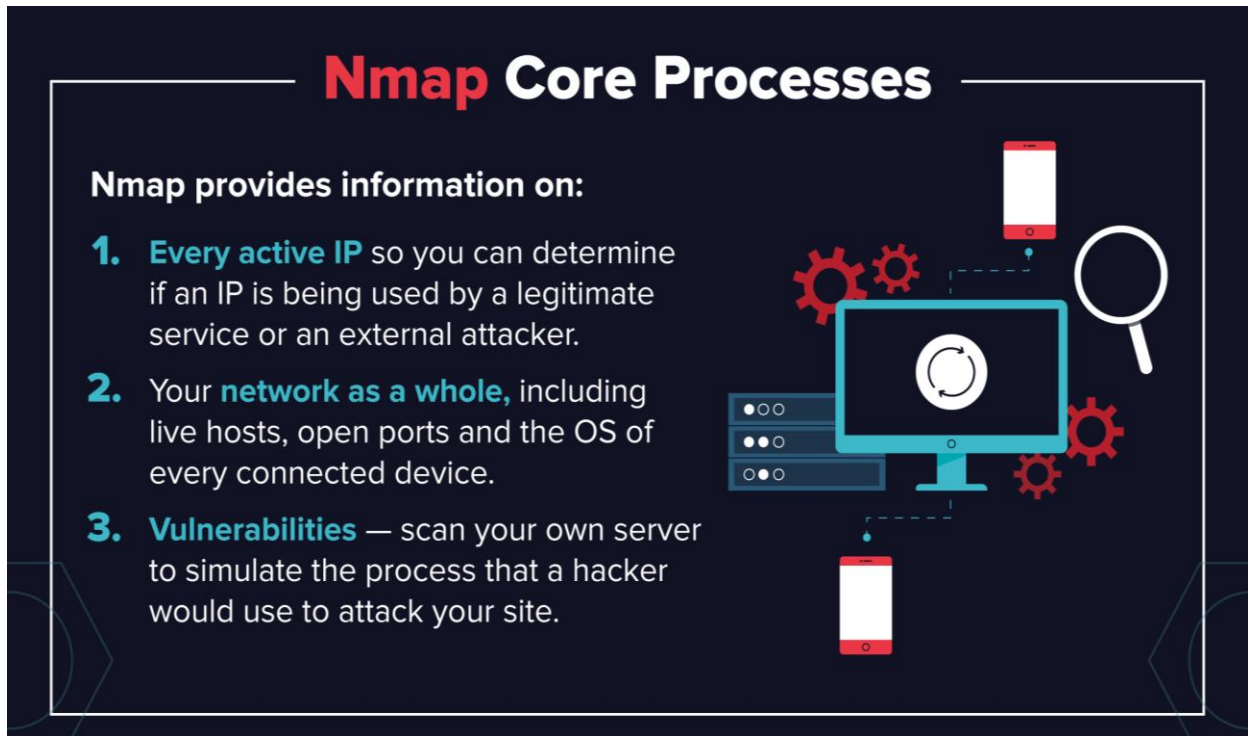 Nmap Core Processes
Nmap provides information on:
1. Every active IP so you can determine
if an IP is being used by a legitimate
service or an external attacker.
2. Your network as a whole, including
live hosts, open ports and the OS of
every connected device.
3. Vulnerabilities — scan your own server
to simulate the process that a hacker
would use to attack your site.